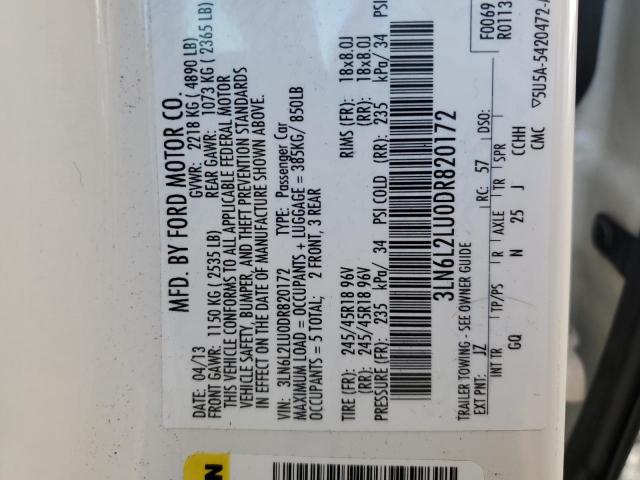 MFD. BY FORD MOTOR CO.
DATE: 04/13 GVWR: 2218 KG ( 4890 LB)
FRONT GAWR: 1150 KG ( 2535 LB) REAR GAWR: 1073 KG ( 2365 LB)
THIS VEHICLE CONFORMS TO ALL APPLICABLE FEDERAL MOTOR
VEHICLE SAFETY, BUMPER, AND THEFT PREVENTION STANDARDS
IN EFFECT ON THE DATE OF MANUFACTURE SHOWN ABOVE.
VIN: 3LN6L2LU0DR820172 TYPE: Passenger Car
MAXIMUM LOAD = OCCUPANTS + LUGGAGE = 385KG/ 850LB
OCCUPANTS = 5 TOTAL; 2 FRONT, 3 REAR
TIRE (FR): 245/45R18 96V RIMS (FR): 18x8.0J
(RR): 245/45R18 96V (RR): 18x8.0J
PRESSURE (FR): 235 kPa/ 34 PSI COLD (RR): 235 kPa/ 34 PSI
3LN6L2LU0DR820172
F0069
R0113
TRAILER TOWING - SEE OWNER GUIDE
EXT PNT: JZ RC: 57 DSO:
INT TR TP/PS R AXLE TR SPR
GQ N 25 J CCHH
CMC ▽5U5A-5420472-